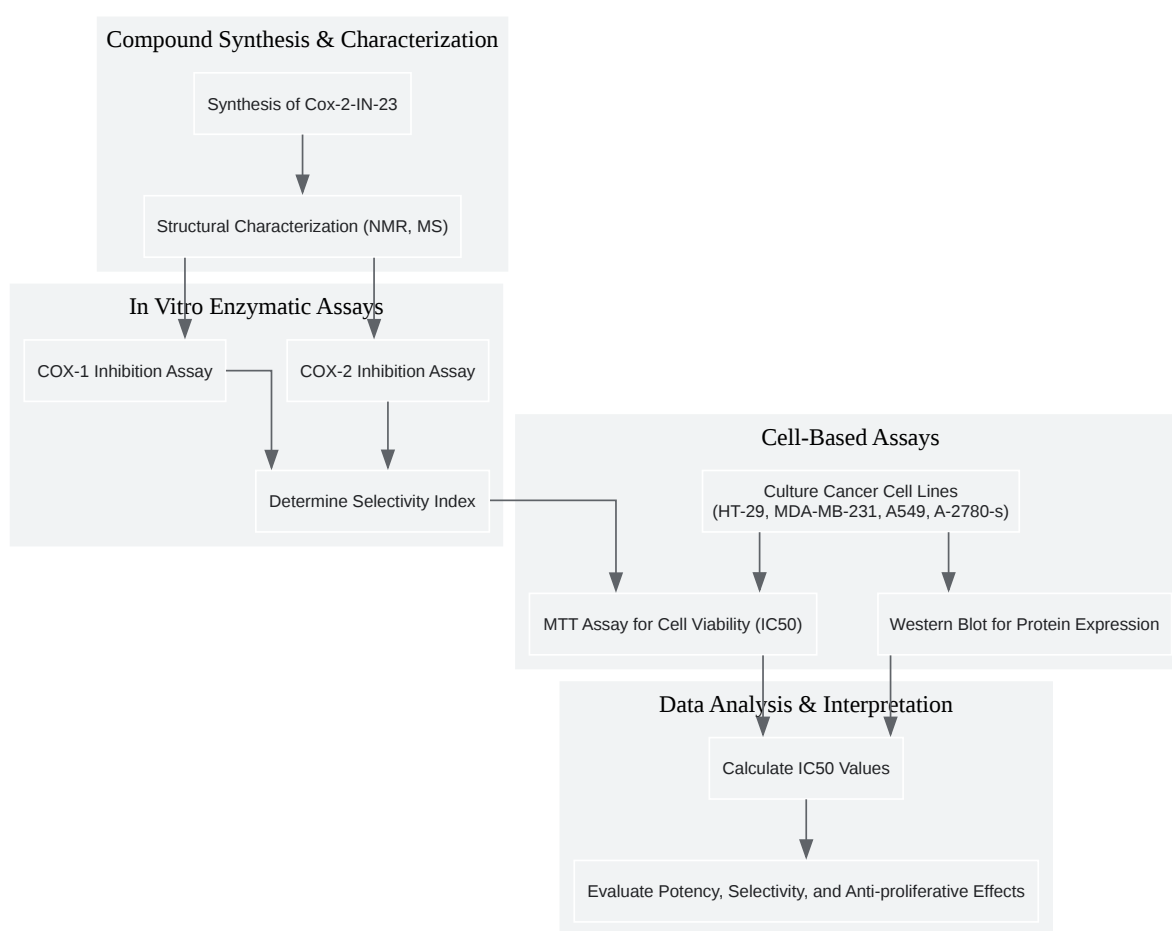 Compound Synthesis & Characterization
Synthesis of Cox-2-IN-23
Structural Characterization (NMR, MS)
In Vitro Enzymatic Assays
COX-1 Inhibition Assay
COX-2 Inhibition Assay
Determine Selectivity Index
Cell-Based Assays
Culture Cancer Cell Lines
(HT-29, MDA-MB-231, A549, A-2780-s)
MTT Assay for Cell Viability (IC50)
Western Blot for Protein Expression
Data Analysis & Interpretation
Calculate IC50 Values
Evaluate Potency, Selectivity, and Anti-proliferative Effects